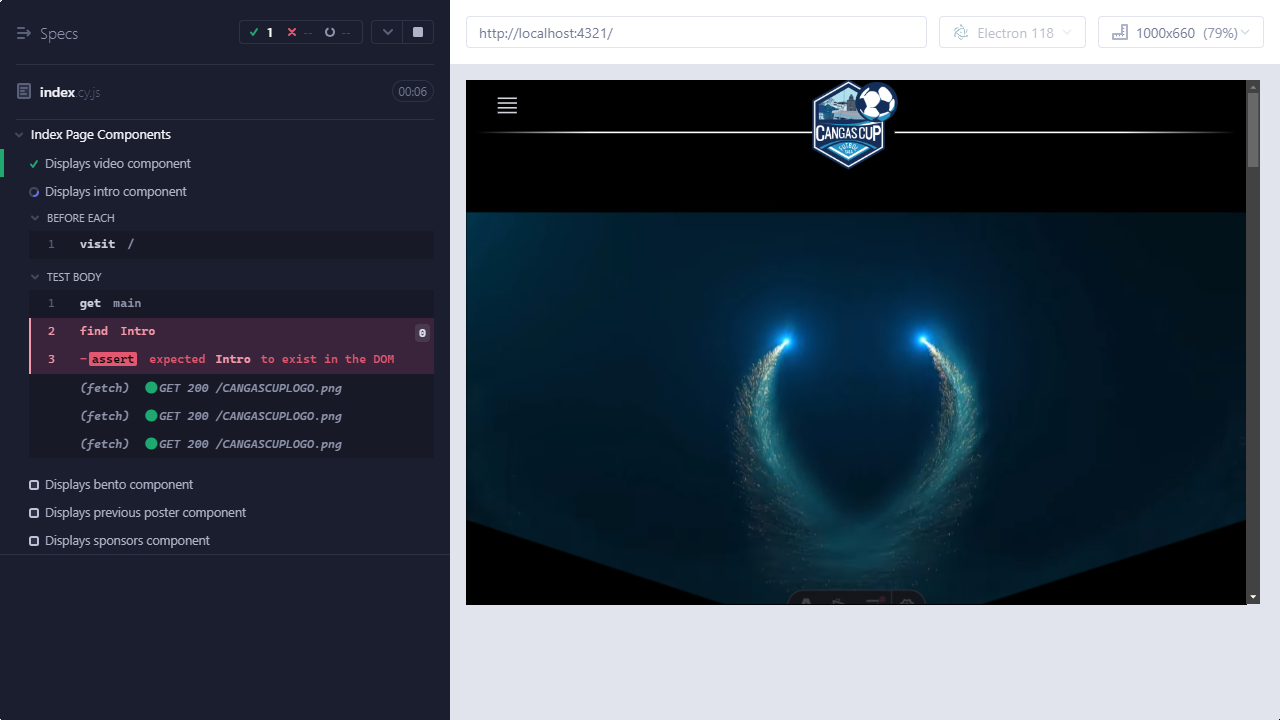 Specs
1
--
--
index.cy.js
00:06
Index Page Components
Displays video component
Displays intro component
BEFORE EACH
1 visit /
TEST BODY
1 get main
2 find Intro 0
3 -assert expected Intro to exist in the DOM
(fetch) GET 200 /CANGASCUPLOGO.png
(fetch) GET 200 /CANGASCUPLOGO.png
(fetch) GET 200 /CANGASCUPLOGO.png
Displays bento component
Displays previous poster component
Displays sponsors component
http://localhost:4321/
Electron 118
1000x660 (79%)
CANGAS CUP
FUTBOL